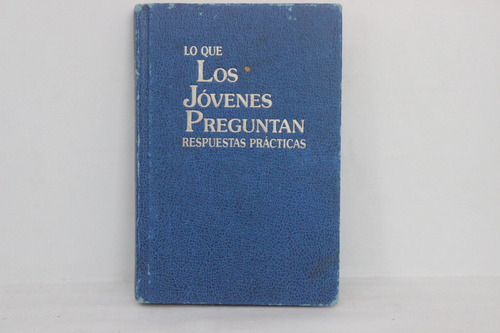 LO QUE
LOS
JÓVENES
PREGUNTAN
RESPUESTAS PRÁCTICAS